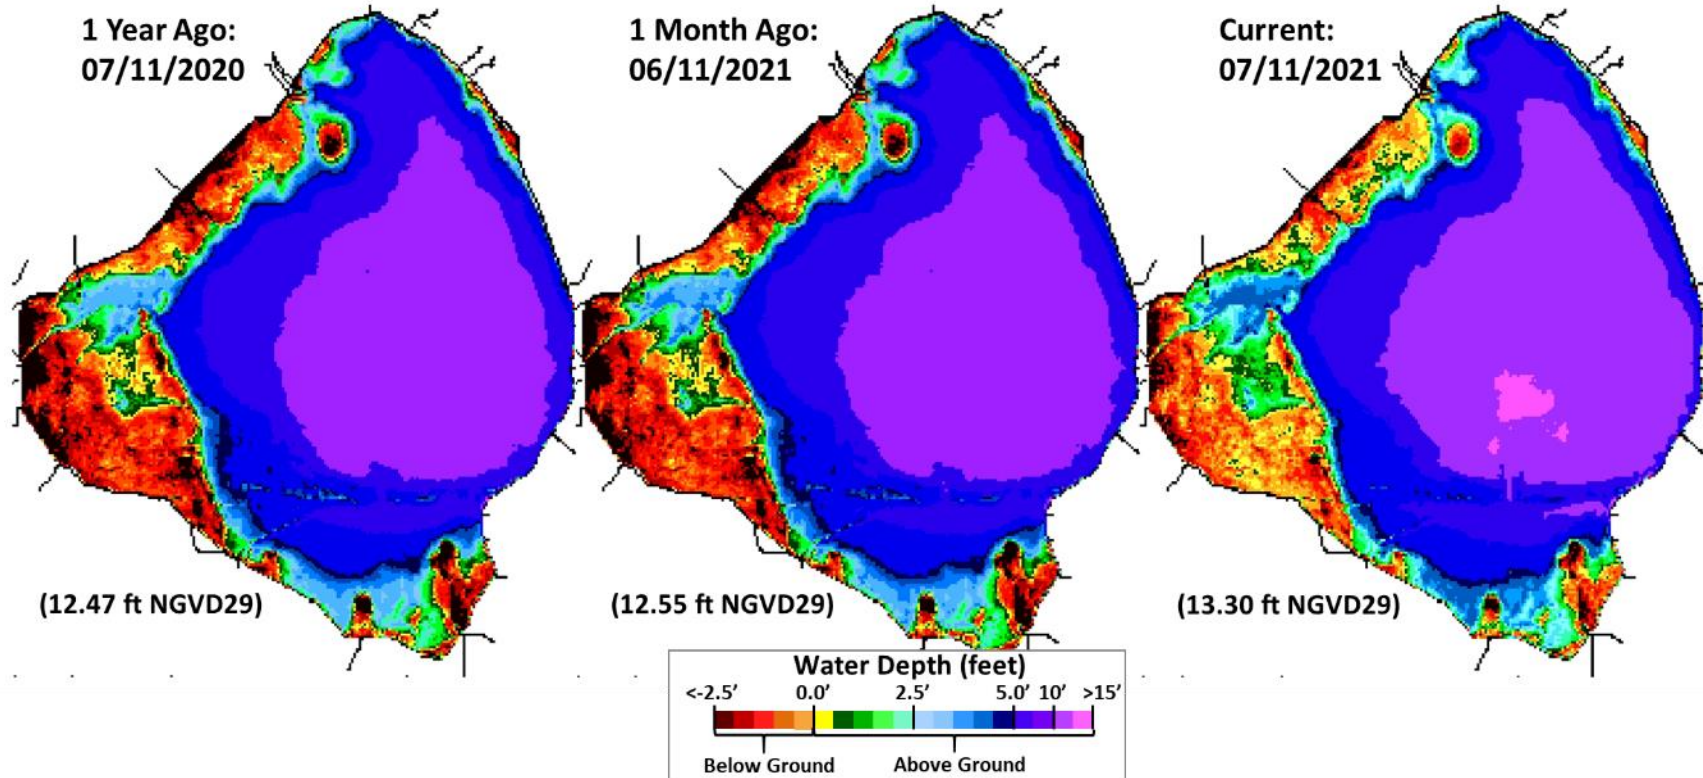 1 Year Ago:
07/11/2020
1 Month Ago:
06/11/2021
Current:
07/11/2021
(12.47 ft NGVD29)
(12.55 ft NGVD29)
(13.30 ft NGVD29)
Water Depth (feet)
<-2.5’ 0.0’ 2.5’ 5.0’ 10’ >15’
Below Ground Above Ground